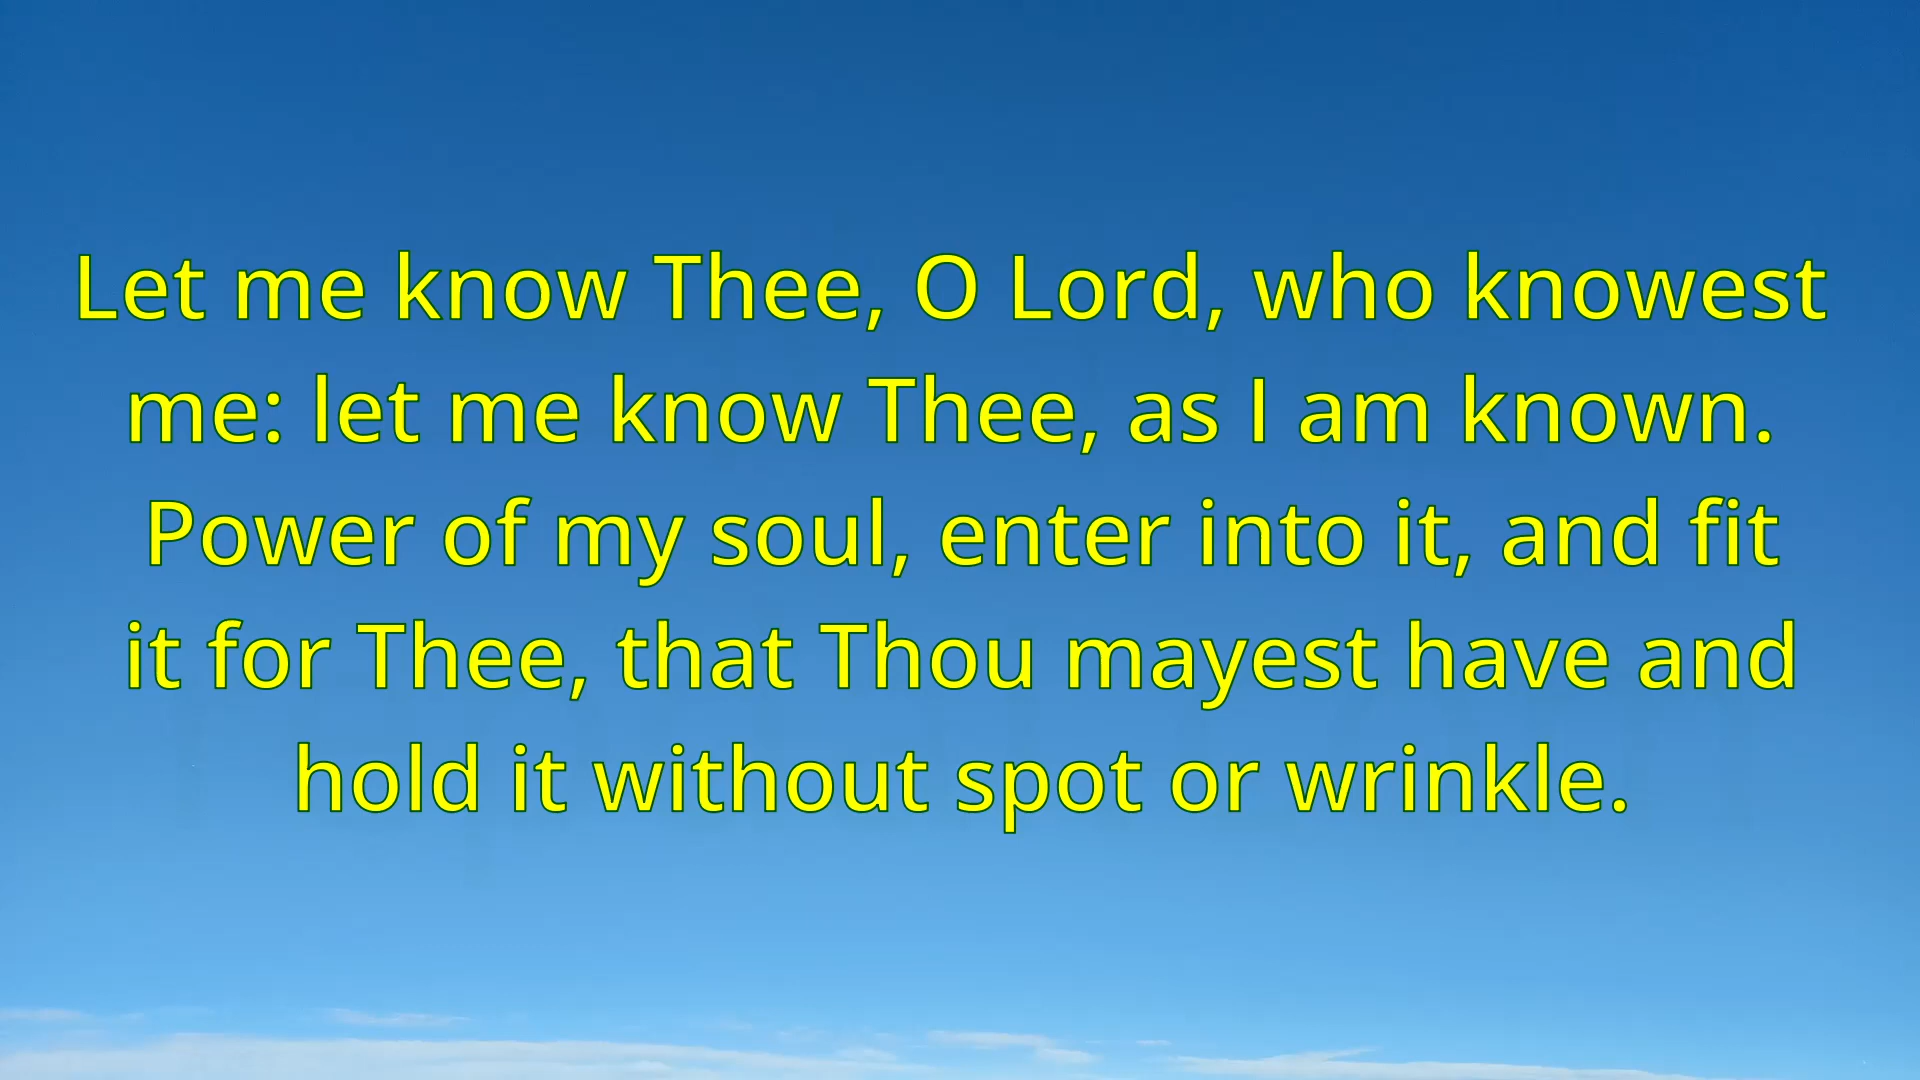 Let me know Thee, O Lord, who knowest
me: let me know Thee, as I am known.
Power of my soul, enter into it, and fit
it for Thee, that Thou mayest have and
hold it without spot or wrinkle.